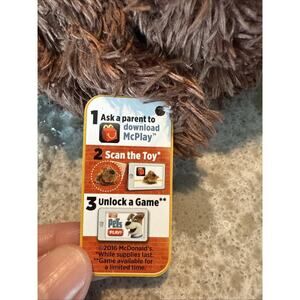 1 Ask a parent to
download
McPlay™
2 Scan the Toy*
3 Unlock a Game**
Pets
PLAY!
©2016 McDonald's.
*While supplies last.
**Game available for
a limited time.